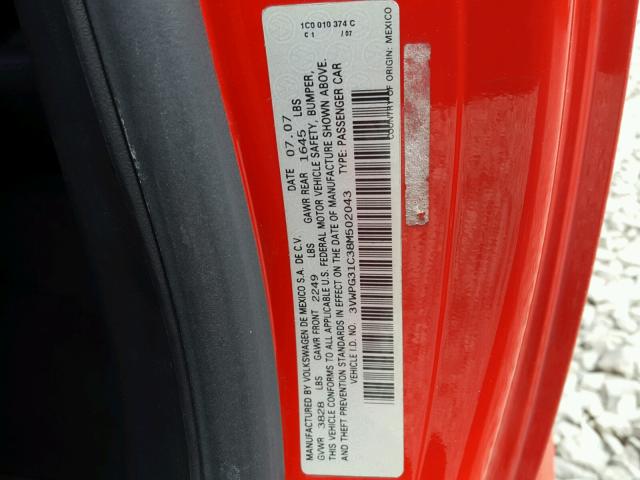 1C0 010 374 C
C 1 / 07
MANUFACTURED BY VOLKSWAGEN DE MEXICO S.A. DE C.V. DATE 07.07
GVWR 3828 LBS GAWR FRONT 2249 LBS GAWR REAR 1645 LBS
THIS VEHICLE CONFORMS TO ALL APPLICABLE U.S. FEDERAL MOTOR VEHICLE SAFETY, BUMPER,
AND THEFT PREVENTION STANDARDS IN EFFECT ON THE DATE OF MANUFACTURE SHOWN ABOVE.
VEHICLE I.D. NO. 3VWPG31C38M502043 TYPE: PASSENGER CAR
COUNTRY OF ORIGIN: MEXICO